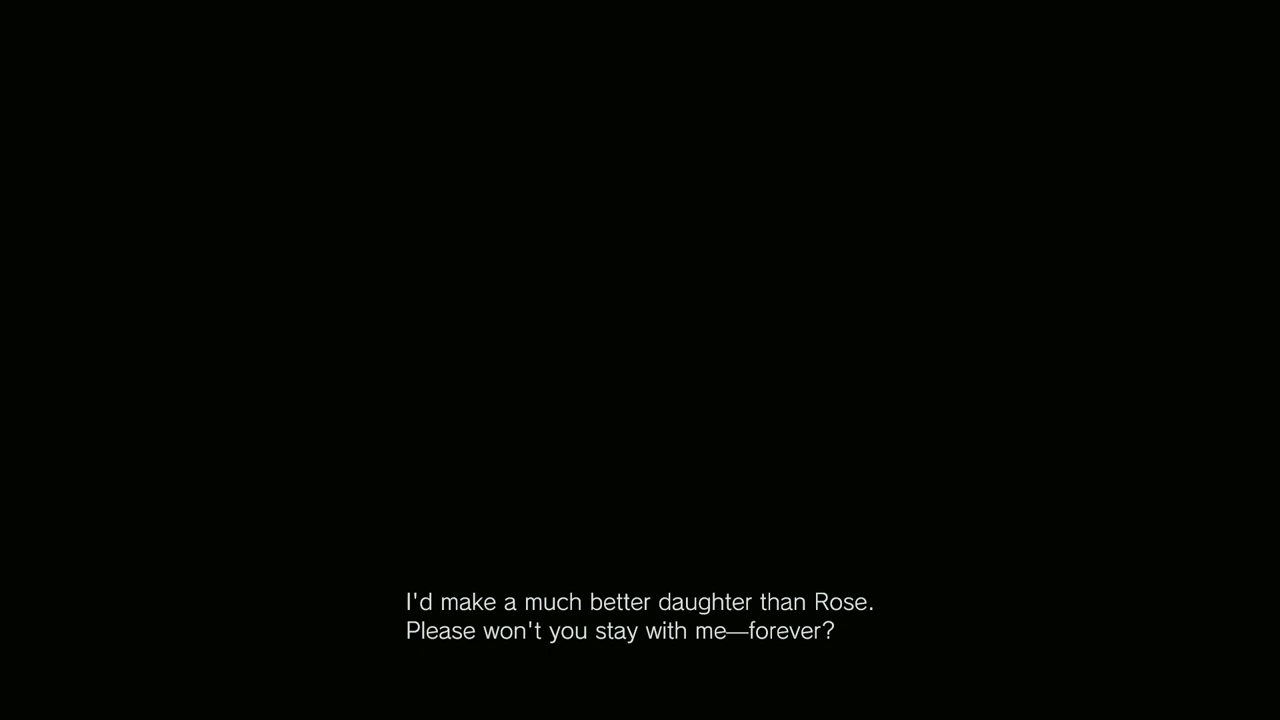 I'd make a much better daughter than Rose.
Please won't you stay with me—forever?